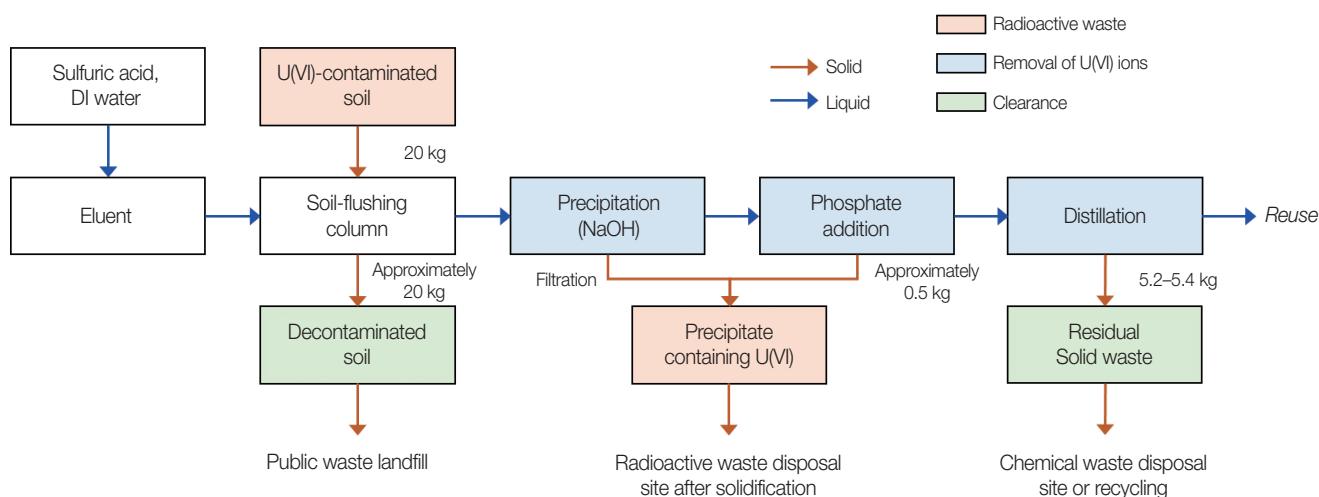 Radioactive waste
Removal of U(VI) ions
Clearance
Solid
Liquid
Sulfuric acid,
DI water
U(VI)-contaminated
soil
20 kg
Eluent
Soil-flushing
column
Precipitation
(NaOH)
Phosphate
addition
Distillation
Reuse
Approximately
20 kg
Filtration
Approximately
0.5 kg
5.2–5.4 kg
Decontaminated
soil
Precipitate
containing U(VI)
Residual
Solid waste
Public waste landfill
Radioactive waste disposal
site after solidification
Chemical waste disposal
site or recycling